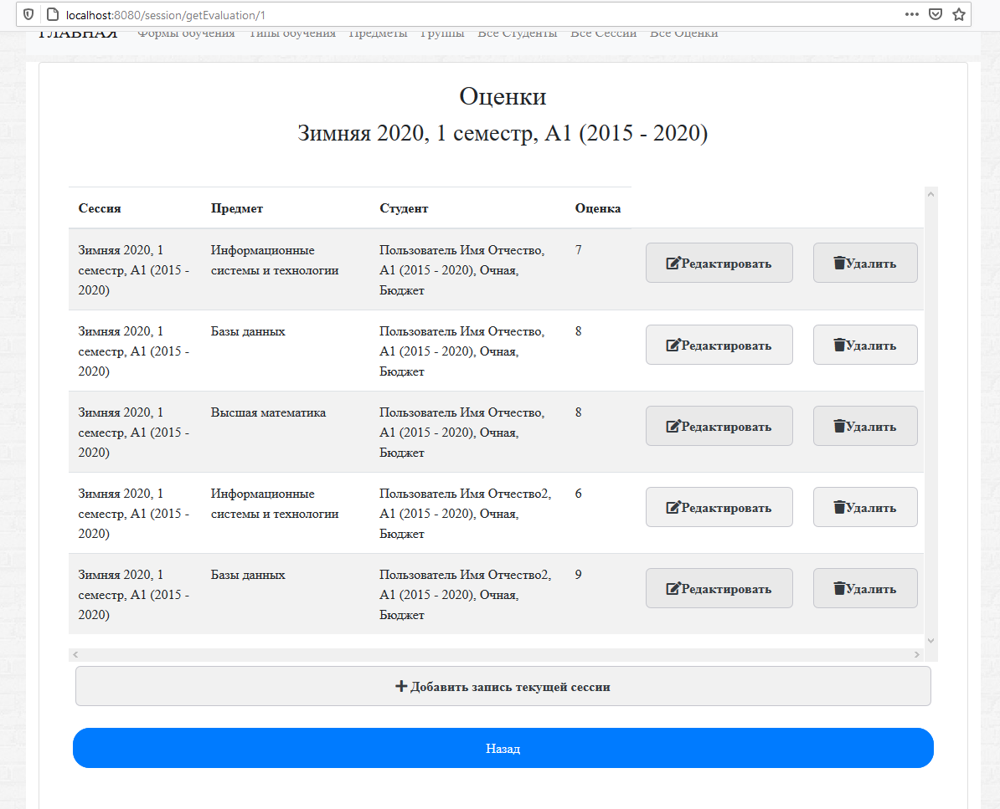 localhost:8080/session/getEvaluation/1
ГЛАВНАЯ Формы обучения Типы обучения Предметы Группы Все Студенты Все Сессии Все Оценки
Оценки
Зимняя 2020, 1 семестр, А1 (2015 - 2020)
Сессия Предмет Студент Оценка
Зимняя 2020, 1 Информационные Пользователь Имя Отчество, 7
семестр, А1 (2015 - системы и технологии А1 (2015 - 2020), Очная, Редактировать Удалить
2020) Бюджет
Зимняя 2020, 1 Базы данных Пользователь Имя Отчество, 8
семестр, А1 (2015 - А1 (2015 - 2020), Очная, Редактировать Удалить
2020) Бюджет
Зимняя 2020, 1 Высшая математика Пользователь Имя Отчество, 8
семестр, А1 (2015 - А1 (2015 - 2020), Очная, Редактировать Удалить
2020) Бюджет
Зимняя 2020, 1 Информационные Пользователь Имя Отчество2, 6
семестр, А1 (2015 - системы и технологии А1 (2015 - 2020), Очная, Редактировать Удалить
2020) Бюджет
Зимняя 2020, 1 Базы данных Пользователь Имя Отчество2, 9
семестр, А1 (2015 - А1 (2015 - 2020), Очная, Редактировать Удалить
2020) Бюджет
Добавить запись текущей сессии
Назад